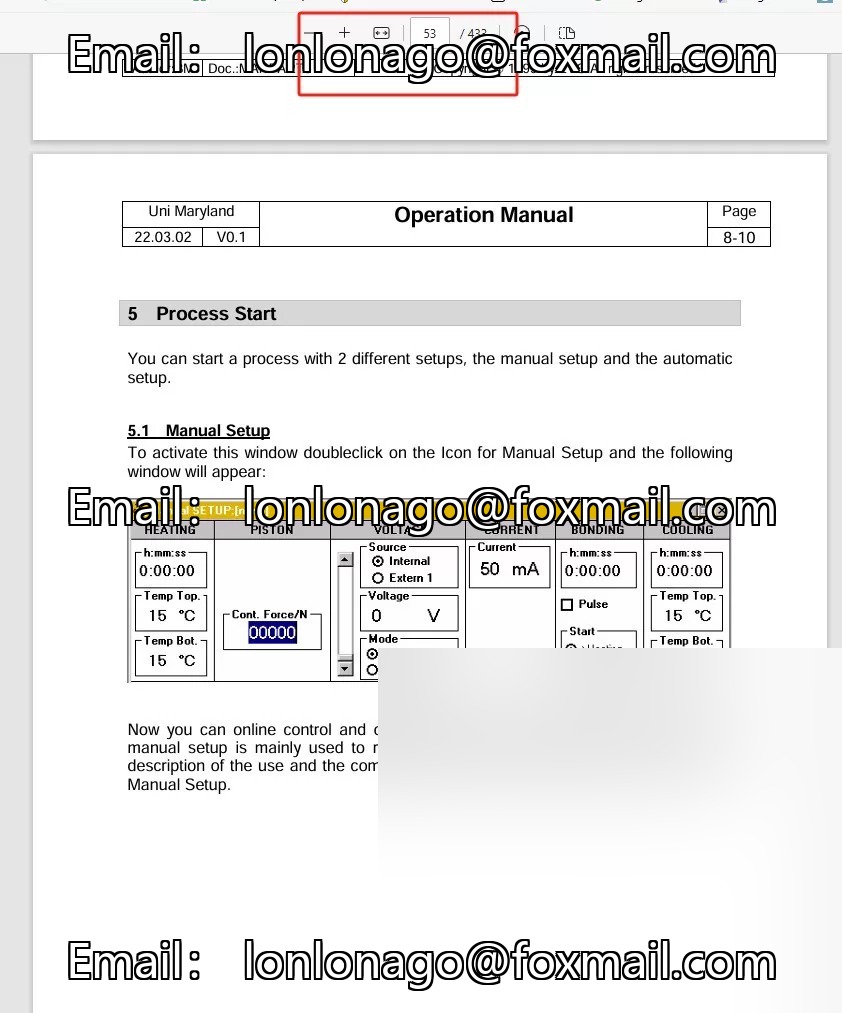 53 / 433
Email： lonlonago@foxmail.com
Doc.:
Uni Maryland
Operation Manual
Page
22.03.02 V0.1
8-10
5 Process Start
You can start a process with 2 different setups, the manual setup and the automatic
setup.
5.1 Manual Setup
To activate this window doubleclick on the Icon for Manual Setup and the following
window will appear:
Email： lonlonago@foxmail.com
SETUP:[
HEATING PISTON VOLTA CURRENT BONDING COOLING
h:mm:ss Source Current h:mm:ss h:mm:ss
0:00:00 Internal 50 mA 0:00:00 0:00:00
Extern 1
Temp Top. Voltage Pulse Temp Top.
15 °C Cont. Force/N 0 V 15 °C
00000 Start
Temp Bot. Mode Temp Bot.
15 °C
Now you can online control and
manual setup is mainly used to
description of the use and the com
Manual Setup.
Email： lonlonago@foxmail.com